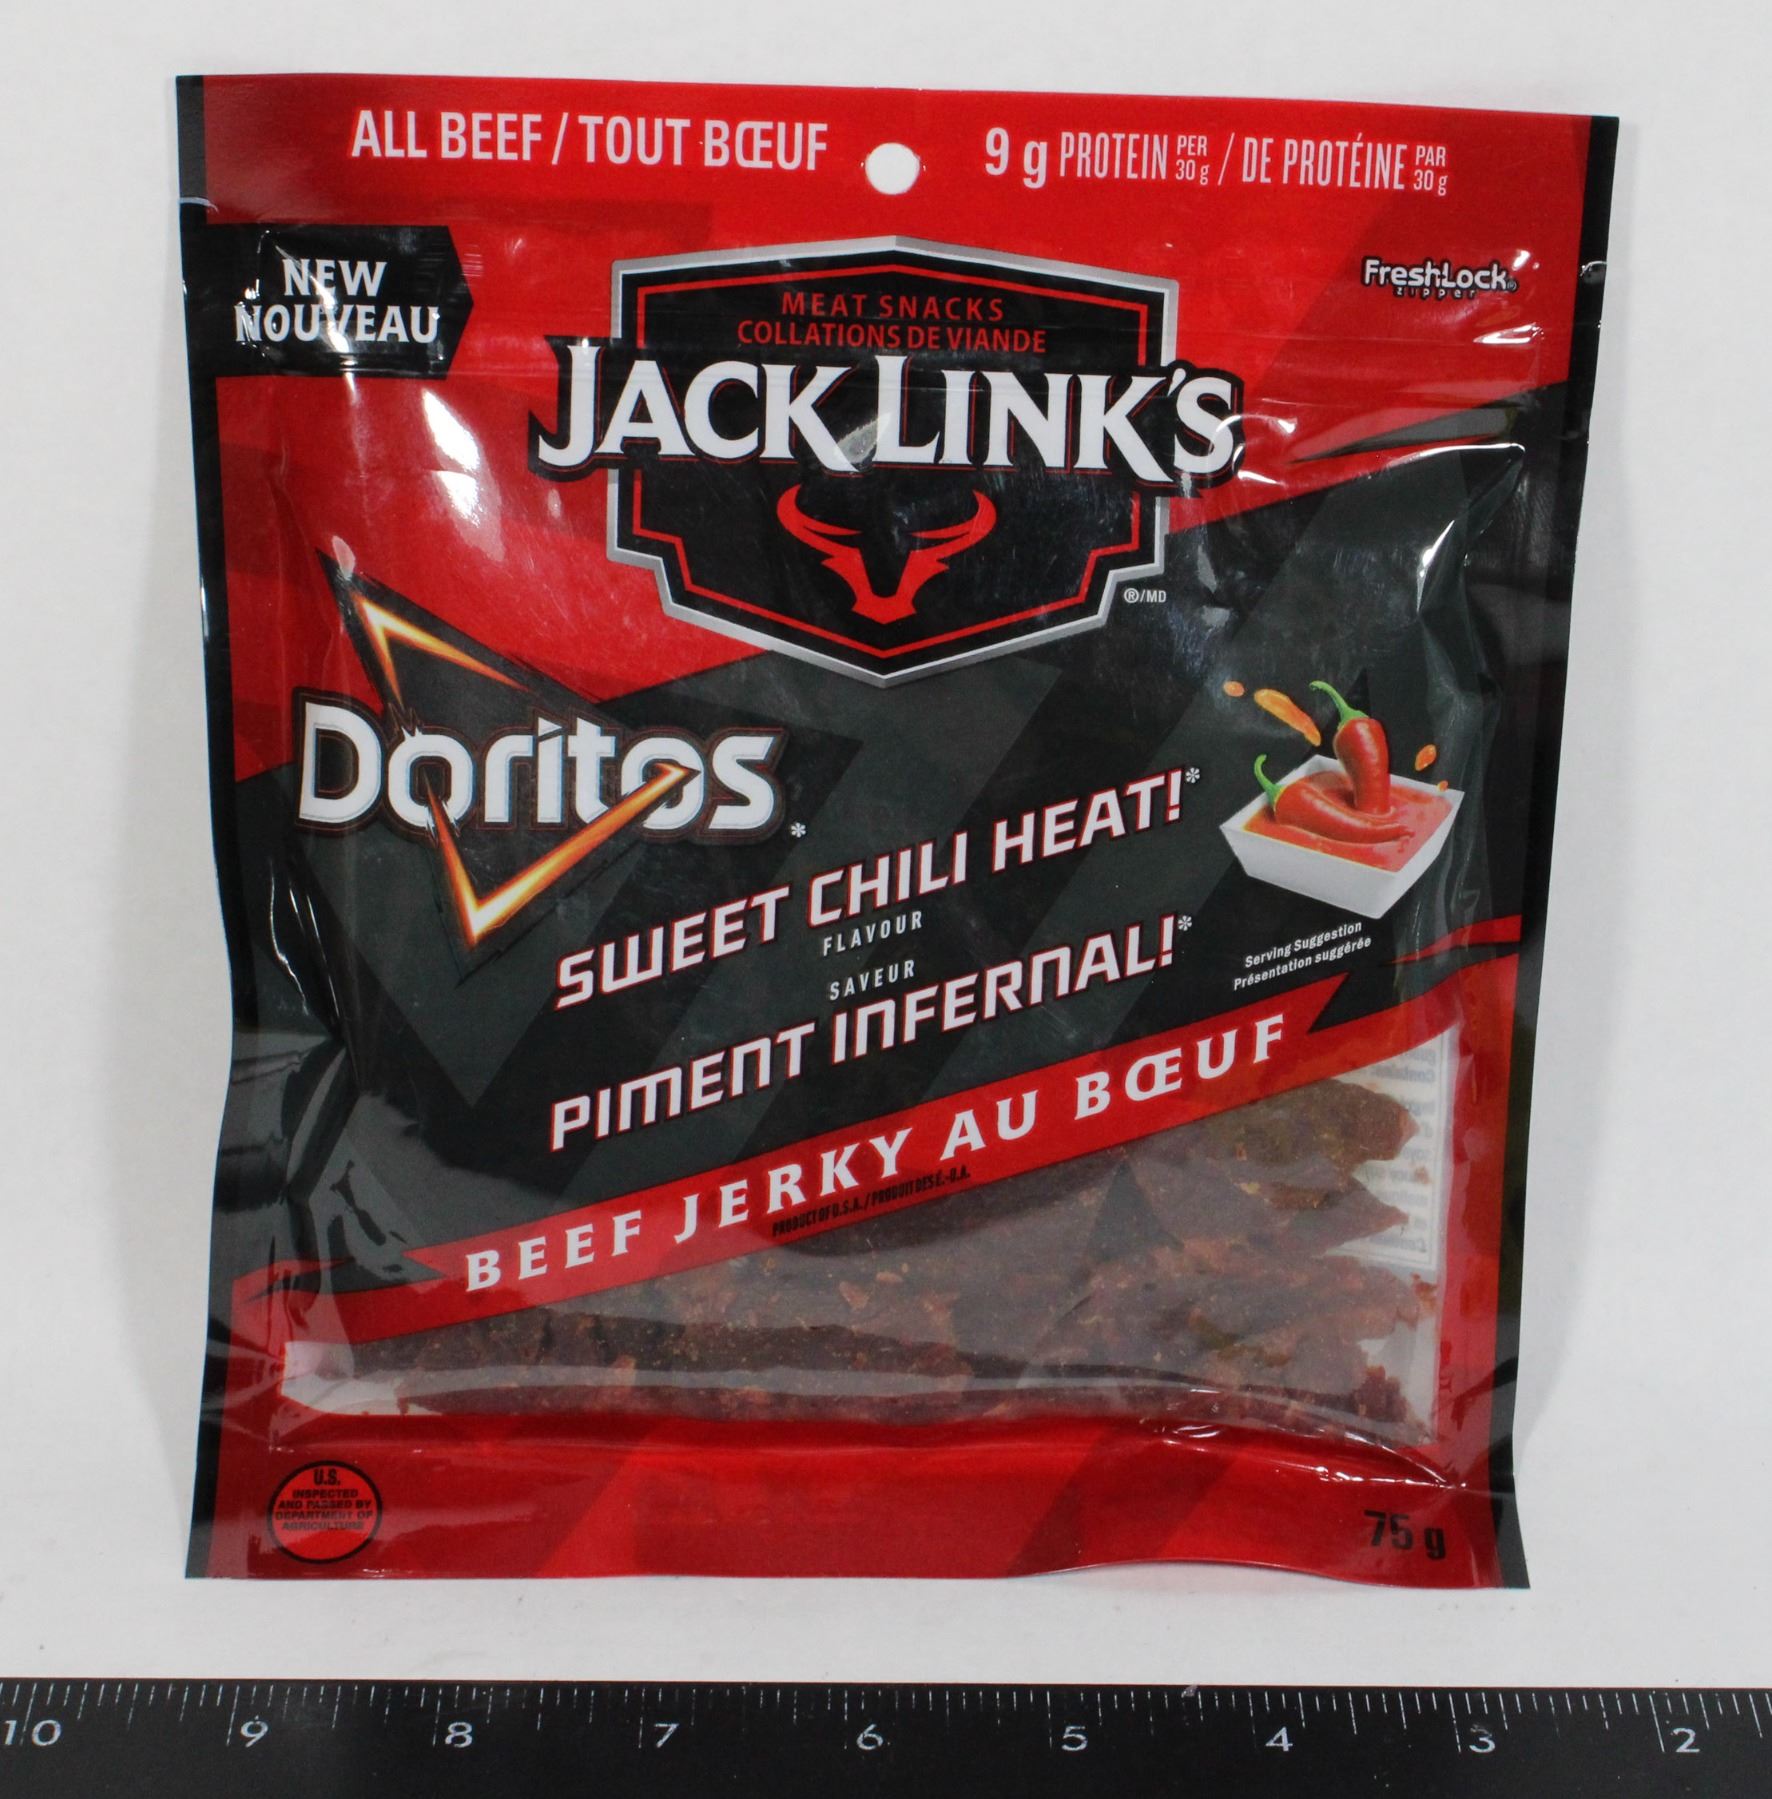 ALL BEEF / TOUT BŒUF
9 g PROTEIN PER 30 g / DE PROTÉINE PAR 30 g
NEW
NOUVEAU
FreshLock®
zipper
MEAT SNACKS
COLLATIONS DE VIANDE
JACK LINK'S
®/MD
Doritos*
SWEET CHILI HEAT!*
FLAVOUR
SAVEUR
PIMENT INFERNAL!*
Serving Suggestion
Présentation suggérée
BEEF JERKY AU BŒUF
PRODUCT OF U.S.A. / PRODUIT DES É.-U.A.
U.S.
INSPECTED
AND PASSED BY
DEPARTMENT OF
AGRICULTURE
75 g
10 9 8 7 6 5 4 3 2